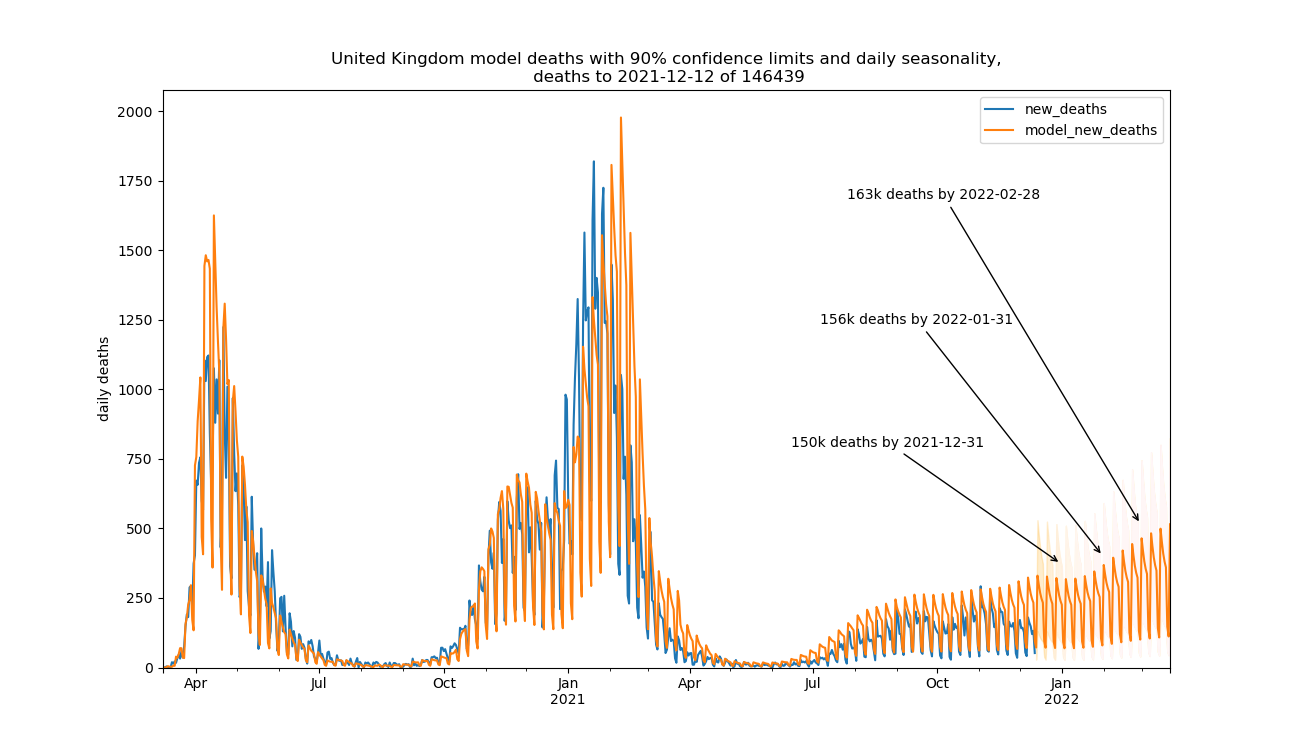 United Kingdom model deaths with 90% confidence limits and daily seasonality,
deaths to 2021-12-12 of 146439
new_deaths
model_new_deaths
163k deaths by 2022-02-28
156k deaths by 2022-01-31
150k deaths by 2021-12-31
daily deaths
2000
1750
1500
1250
1000
750
500
250
0
Apr
Jul
Oct
Jan
2021
Apr
Jul
Oct
Jan
2022